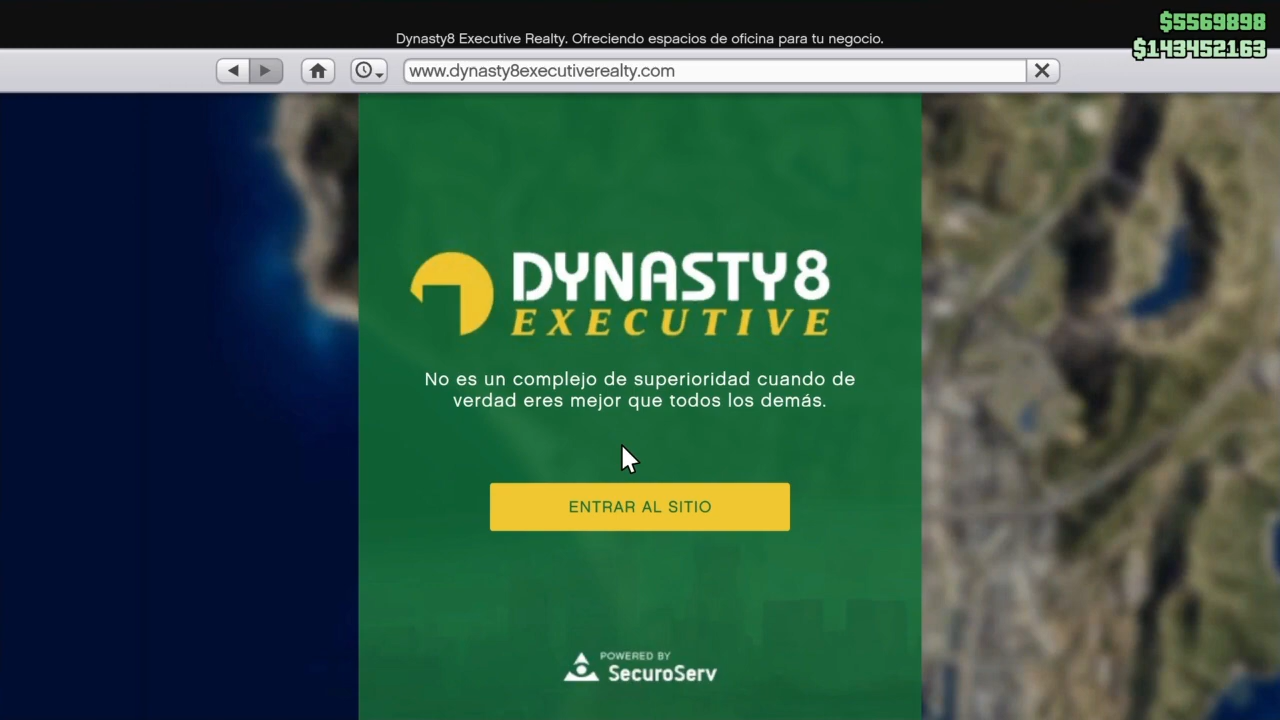 $5569898
Dynasty8 Executive Realty. Ofreciendo espacios de oficina para tu negocio.
$143452163
www.dynasty8executiverealty.com
DYNASTY8
EXECUTIVE
No es un complejo de superioridad cuando de
verdad eres mejor que todos los demás.
ENTRAR AL SITIO
POWERED BY
SecuroServ